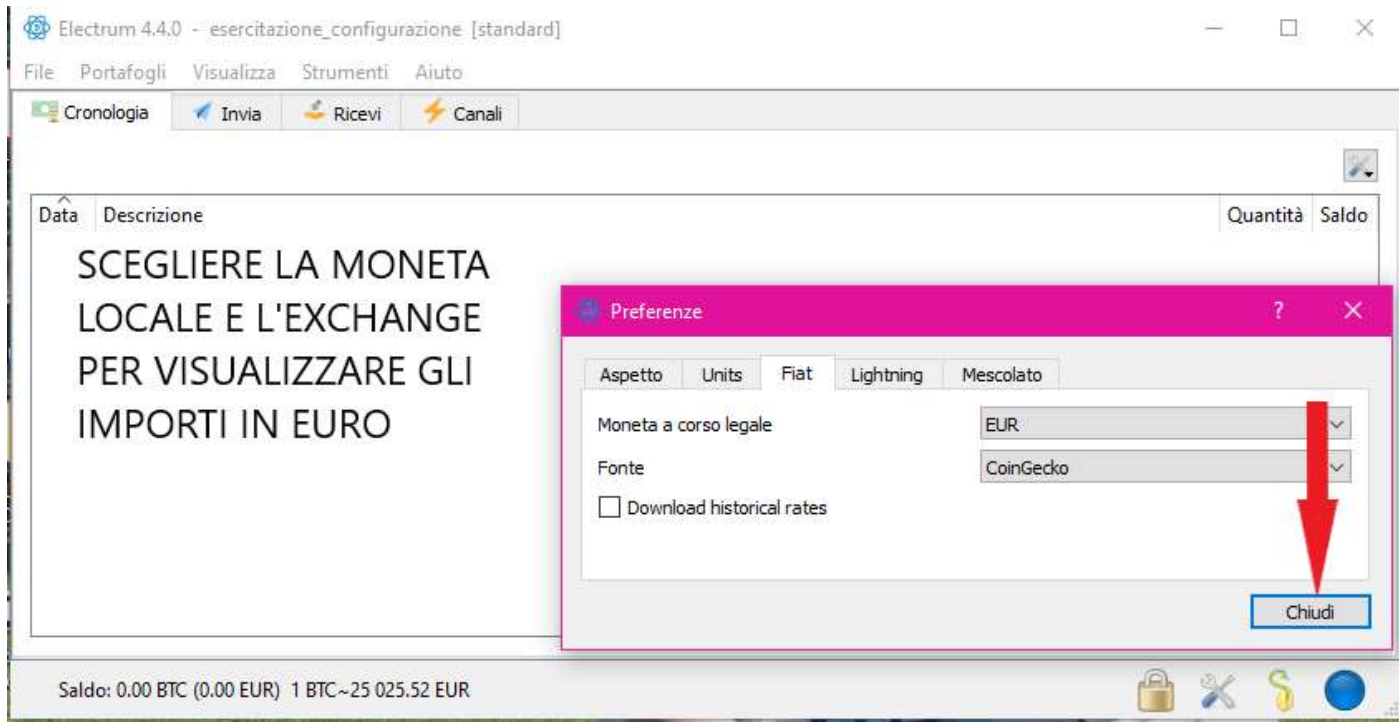 Electrum 4.4.0 - esercitazione_configurazione [standard]
File Portafogli Visualizza Strumenti Aiuto
Cronologia Invia Ricevi Canali
Data Descrizione Quantità Saldo
SCEGLIERE LA MONETA
LOCALE E L'EXCHANGE
PER VISUALIZZARE GLI
IMPORTI IN EURO
Preferenze
Aspetto Units Fiat Lightning Mescolato
Moneta a corso legale EUR
Fonte CoinGecko
Download historical rates
Chiudi
Saldo: 0.00 BTC (0.00 EUR) 1 BTC~25 025.52 EUR